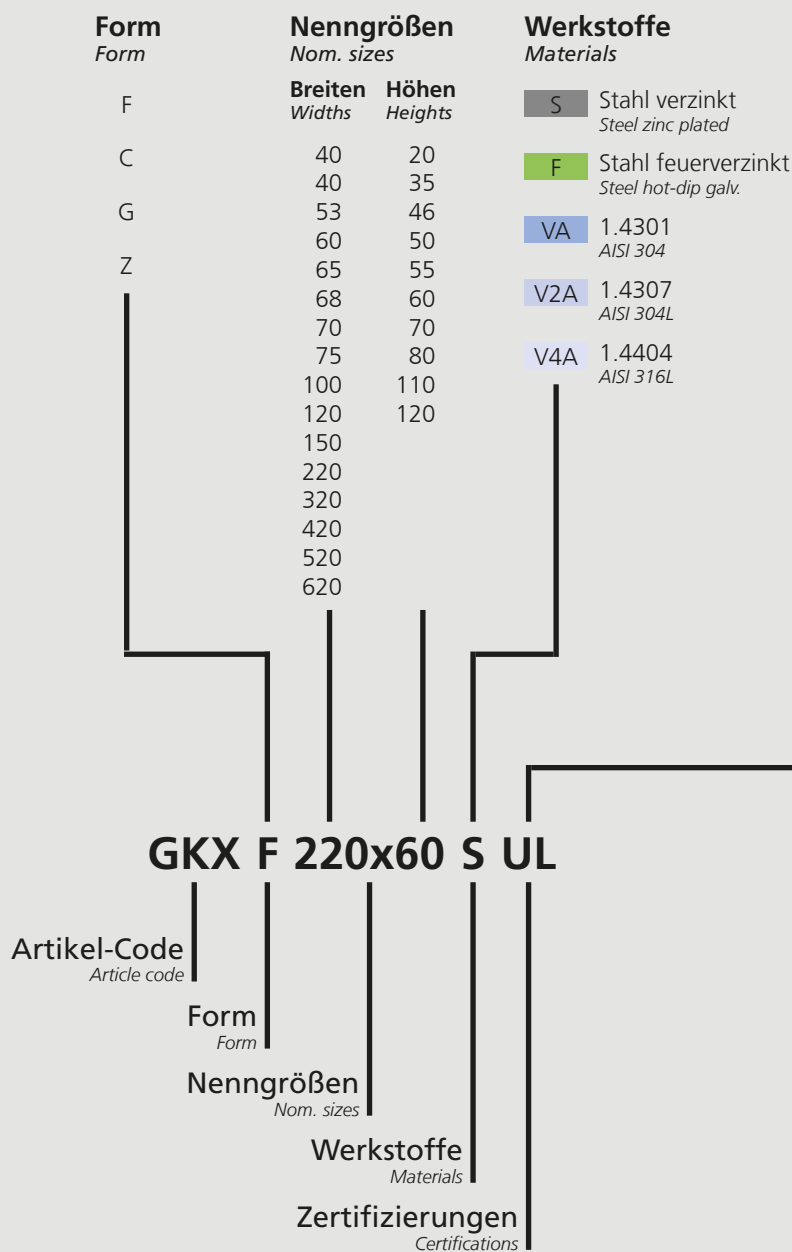 Form
Form
F
C
G
Z
Nenngrößen
Nom. sizes
Breiten Höhen
Widths Heights
40 20
40 35
53 46
60 50
65 55
68 60
70 70
75 80
100 110
120 120
150
220
320
420
520
620
Werkstoffe
Materials
S Stahl verzinkt
Steel zinc plated
F Stahl feuerverzinkt
Steel hot-dip galv.
VA 1.4301
AISI 304
V2A 1.4307
AISI 304L
V4A 1.4404
AISI 316L
GKX F 220x60 S UL
Artikel-Code
Article code
Form
Form
Nenngrößen
Nom. sizes
Werkstoffe
Materials
Zertifizierungen
Certifications